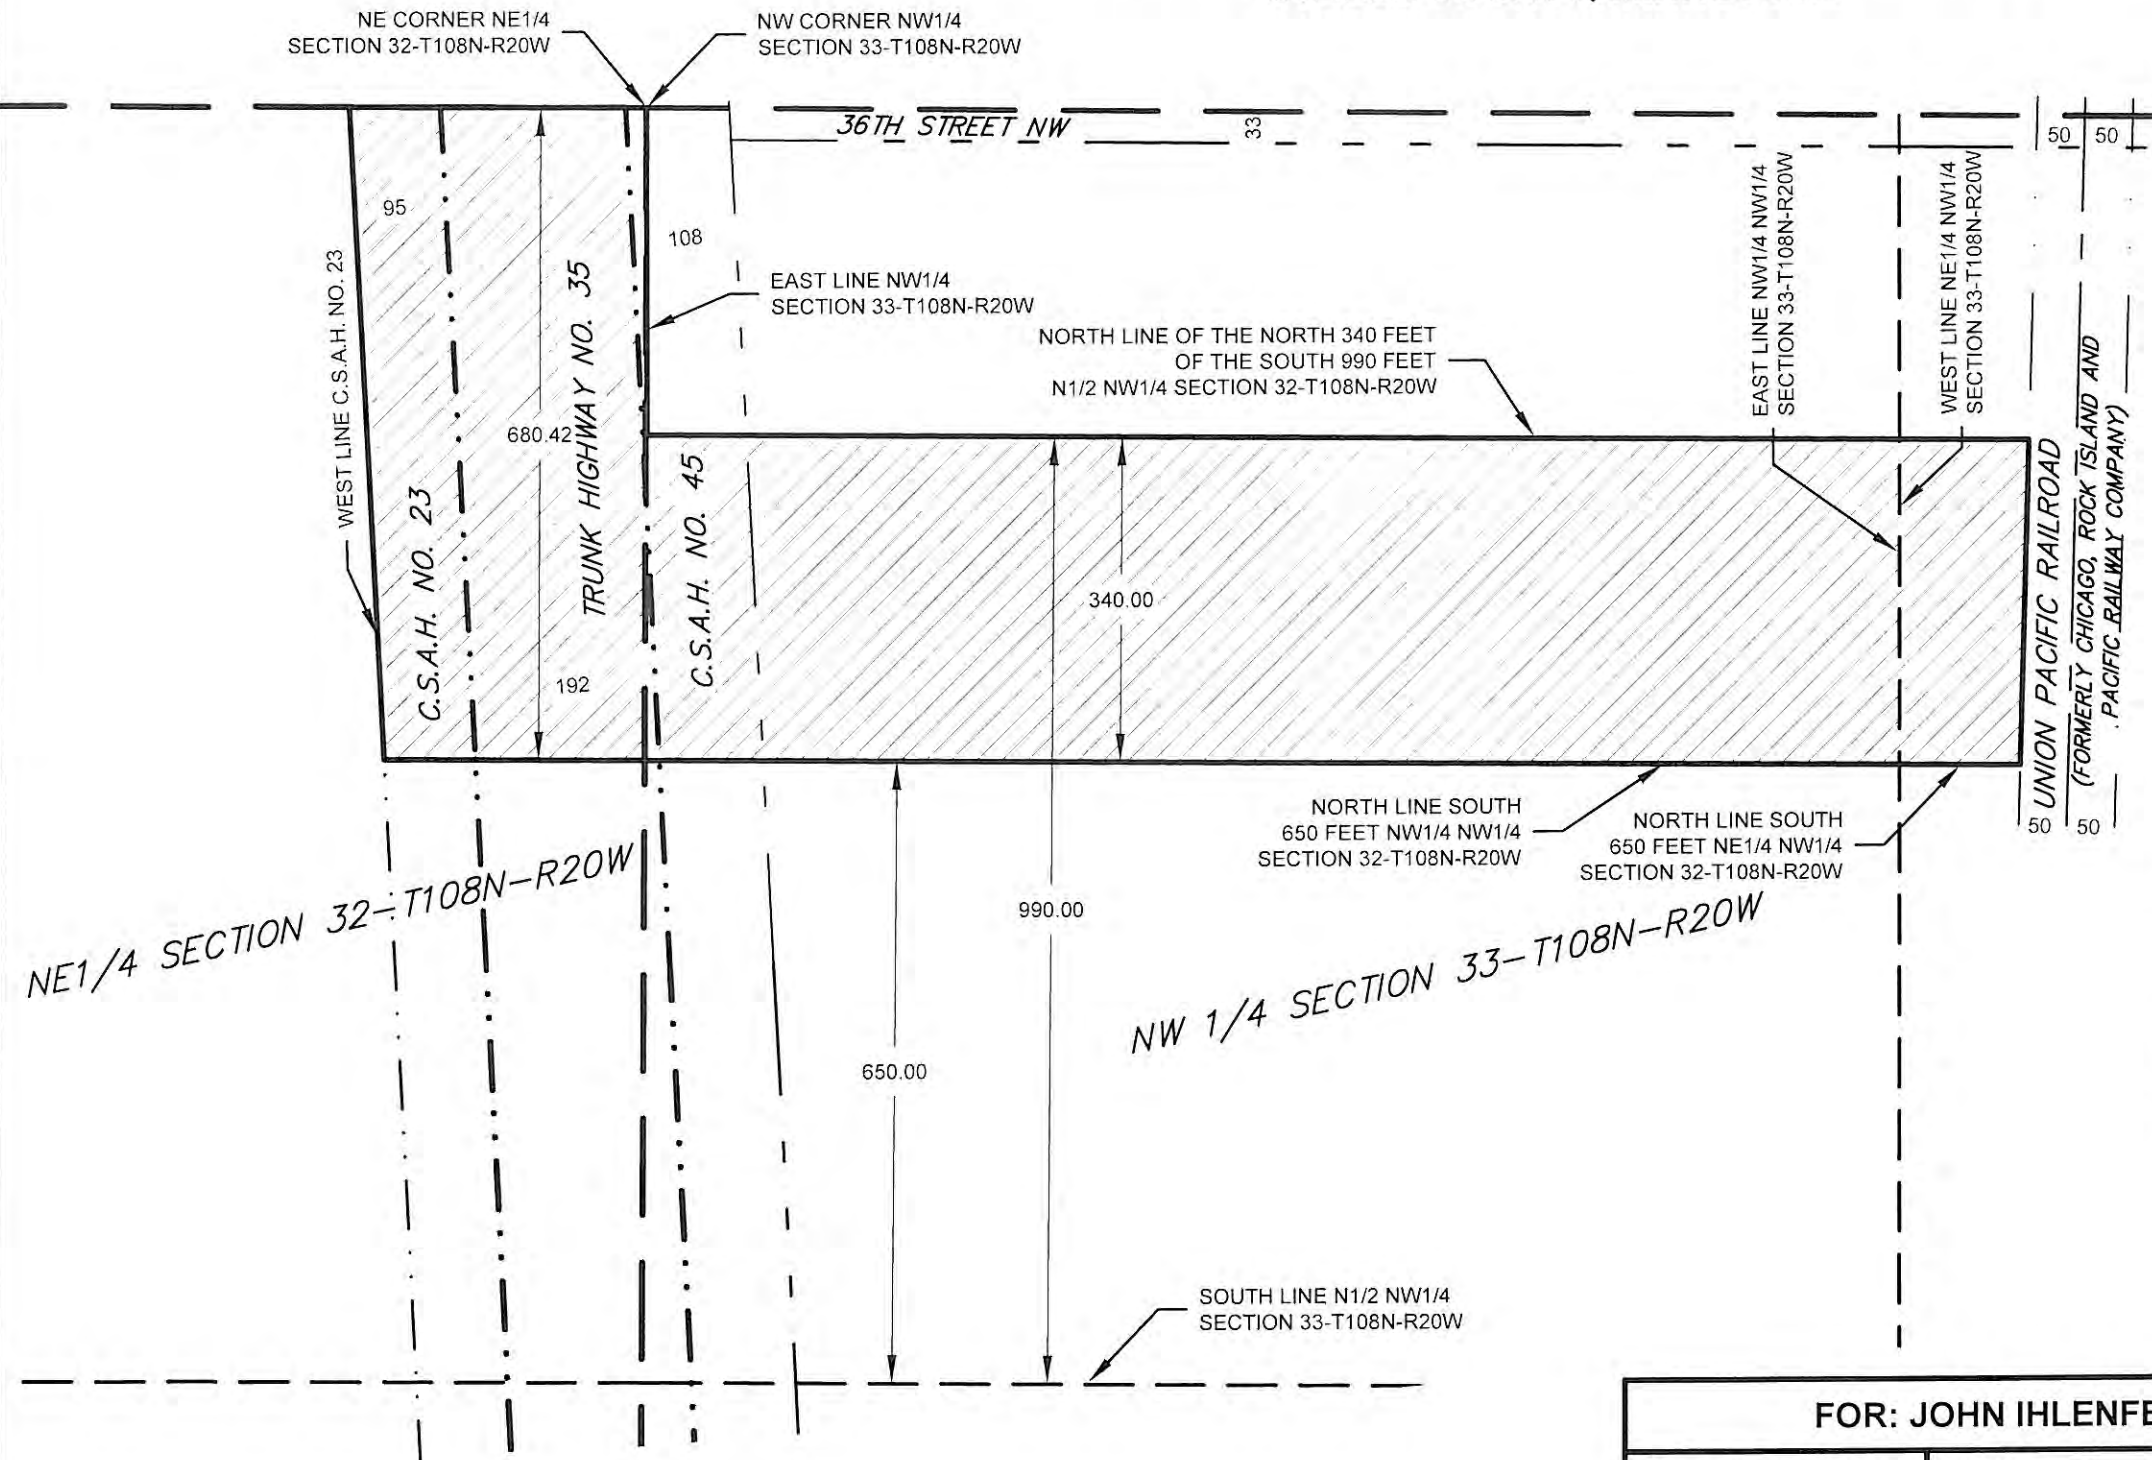 NE CORNER NE1/4
SECTION 32-T108N-R20W
NW CORNER NW1/4
SECTION 33-T108N-R20W
36TH STREET NW
33
50
50
95
108
WEST LINE C.S.A.H. NO. 23
C.S.A.H. NO. 23
680.42
TRUNK HIGHWAY NO. 35
192
EAST LINE NW1/4
SECTION 33-T108N-R20W
C.S.A.H. NO. 45
NORTH LINE OF THE NORTH 340 FEET
OF THE SOUTH 990 FEET
N1/2 NW1/4 SECTION 32-T108N-R20W
EAST LINE NW1/4 NW1/4
SECTION 33-T108N-R20W
WEST LINE NE1/4 NW1/4
SECTION 33-T108N-R20W
340.00
UNION PACIFIC RAILROAD
(FORMERLY CHICAGO, ROCK ISLAND AND
PACIFIC RAILWAY COMPANY)
50
50
NORTH LINE SOUTH
650 FEET NW1/4 NW1/4
SECTION 32-T108N-R20W
NORTH LINE SOUTH
650 FEET NE1/4 NW1/4
SECTION 32-T108N-R20W
NE1/4 SECTION 32-T108N-R20W
990.00
NW 1/4 SECTION 33-T108N-R20W
650.00
SOUTH LINE N1/2 NW1/4
SECTION 33-T108N-R20W
FOR: JOHN IHLENFE